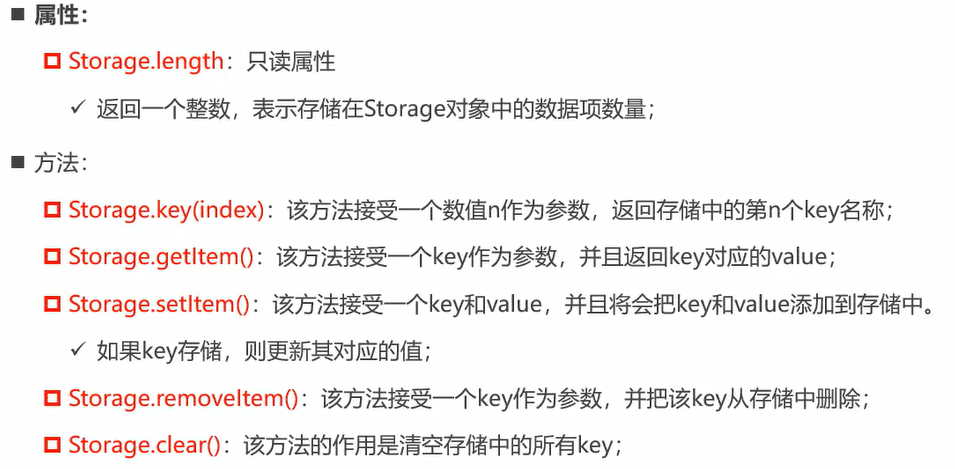 属性：
Storage.length：只读属性
返回一个整数，表示存储在Storage对象中的数据项数量；
方法：
Storage.key(index)：该方法接受一个数值n作为参数，返回存储中的第n个key名称；
Storage.getItem()：该方法接受一个key作为参数，并且返回key对应的value；
Storage.setItem()：该方法接受一个key和value，并且将会把key和value添加到存储中。
如果key存储，则更新其对应的值；
Storage.removeItem()：该方法接受一个key作为参数，并把该key从存储中删除；
Storage.clear()：该方法的作用是清空存储中的所有key；